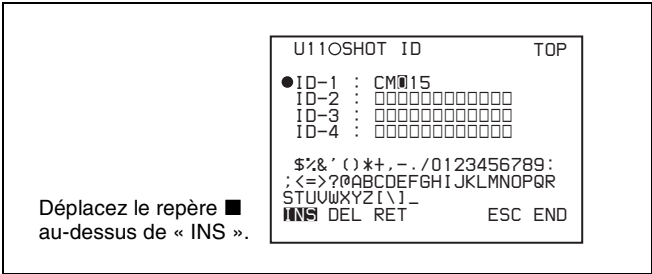 U11○SHOT ID TOP
●ID-1 : CM015
ID-2 : □□□□□□□□□□□□
ID-3 : □□□□□□□□□□□□
ID-4 : □□□□□□□□□□□□
$%&'()*+,-./0123456789:
;<=>?@ABCDEFGHIJKLMNOPQR
STUVWXYZ[\]_
INS DEL RET ESC END
Déplacez le repère ■
au-dessus de « INS ».